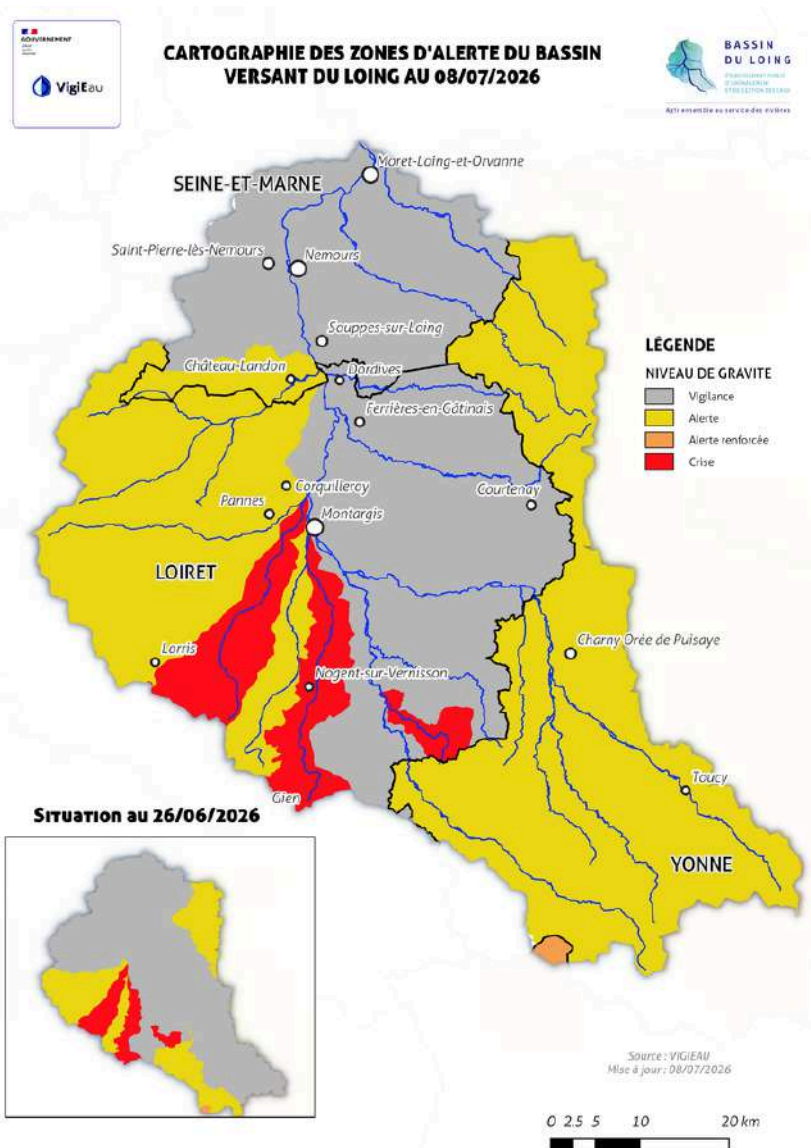 GOUVERNEMENT
VigiEau
CARTOGRAPHIE DES ZONES D'ALERTE DU BASSIN
VERSANT DU LOING AU 08/07/2026
BASSIN
DU LOING
Agir ensemble au service des rivières
SEINE-ET-MARNE
Moret-Loing-et-Orvanne
Saint-Pierre-lès-Nemours
Nemours
Souppes-sur-Loing
Château-Landon
Dordives
Ferrières-en-Gâtinais
Corquilleroy
Courtenay
Pannes
Montargis
LOIRET
Lorris
Charny Orée de Puisaye
Nogent-sur-Vernisson
Gien
Toucy
YONNE
LÉGENDE
NIVEAU DE GRAVITE
Vigilance
Alerte
Alerte renforcée
Crise
SITUATION AU 26/06/2026
Source : VIGIEAU
Mise à jour : 08/07/2026
0 2.5 5 10 20 km